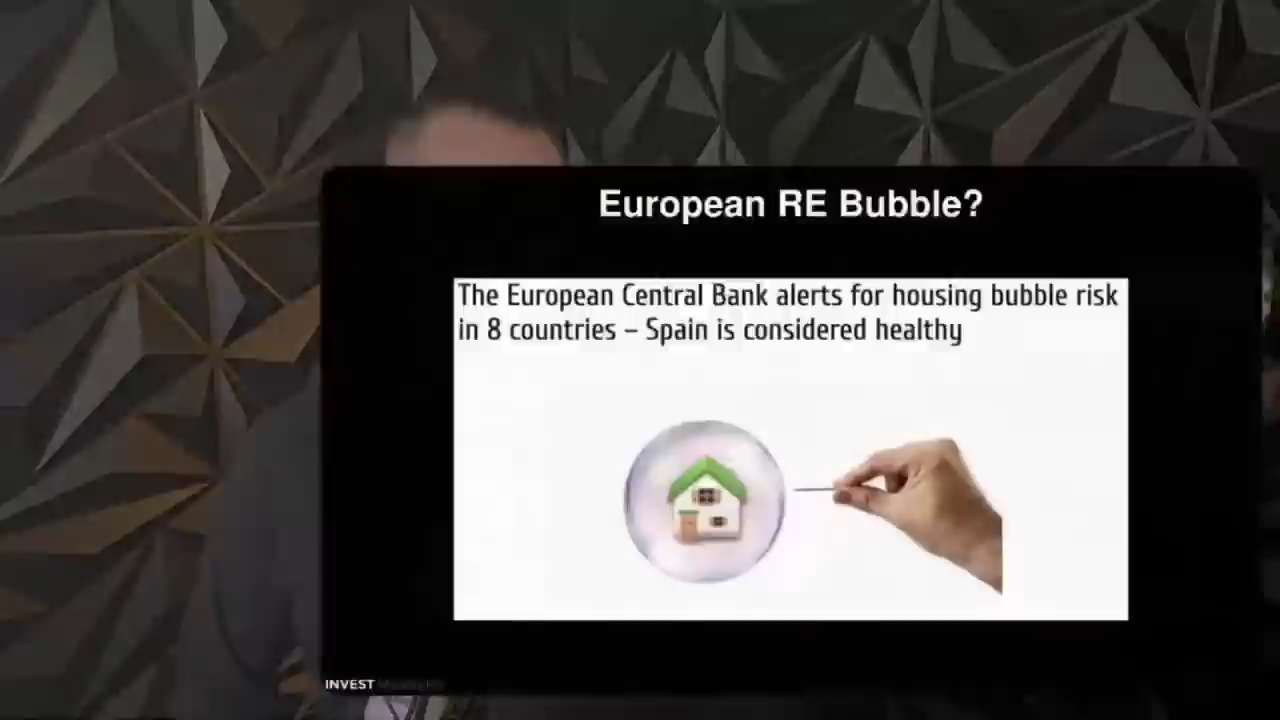 European RE Bubble?
The European Central Bank alerts for housing bubble risk
in 8 countries – Spain is considered healthy
INVEST